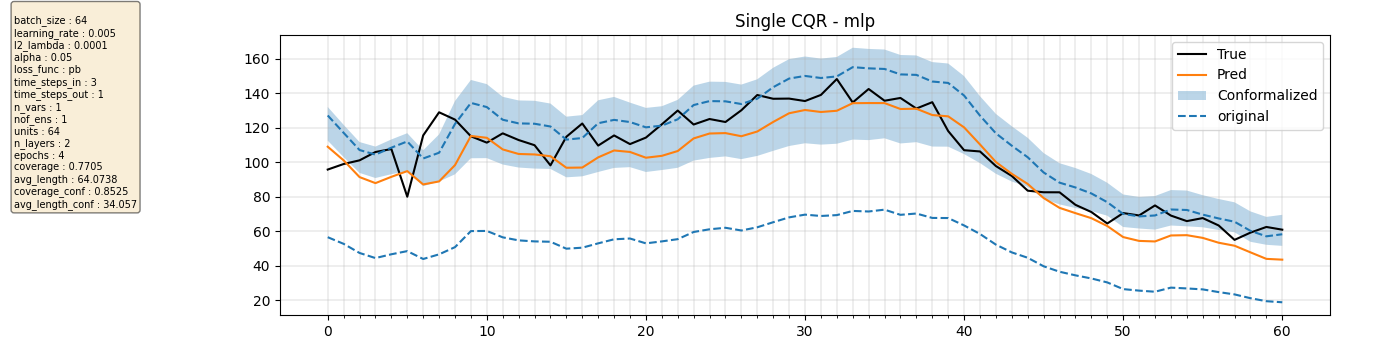 batch_size : 64
learning_rate : 0.005
l2_lambda : 0.0001
alpha : 0.05
loss_func : pb
time_steps_in : 3
time_steps_out : 1
n_vars : 1
nof_ens : 1
units : 64
n_layers : 2
epochs : 4
coverage : 0.7705
avg_length : 64.0738
coverage_conf : 0.8525
avg_length_conf : 34.057
Single CQR - mlp
True
Pred
Conformalized
original
160
140
120
100
80
60
40
20
0 10 20 30 40 50 60